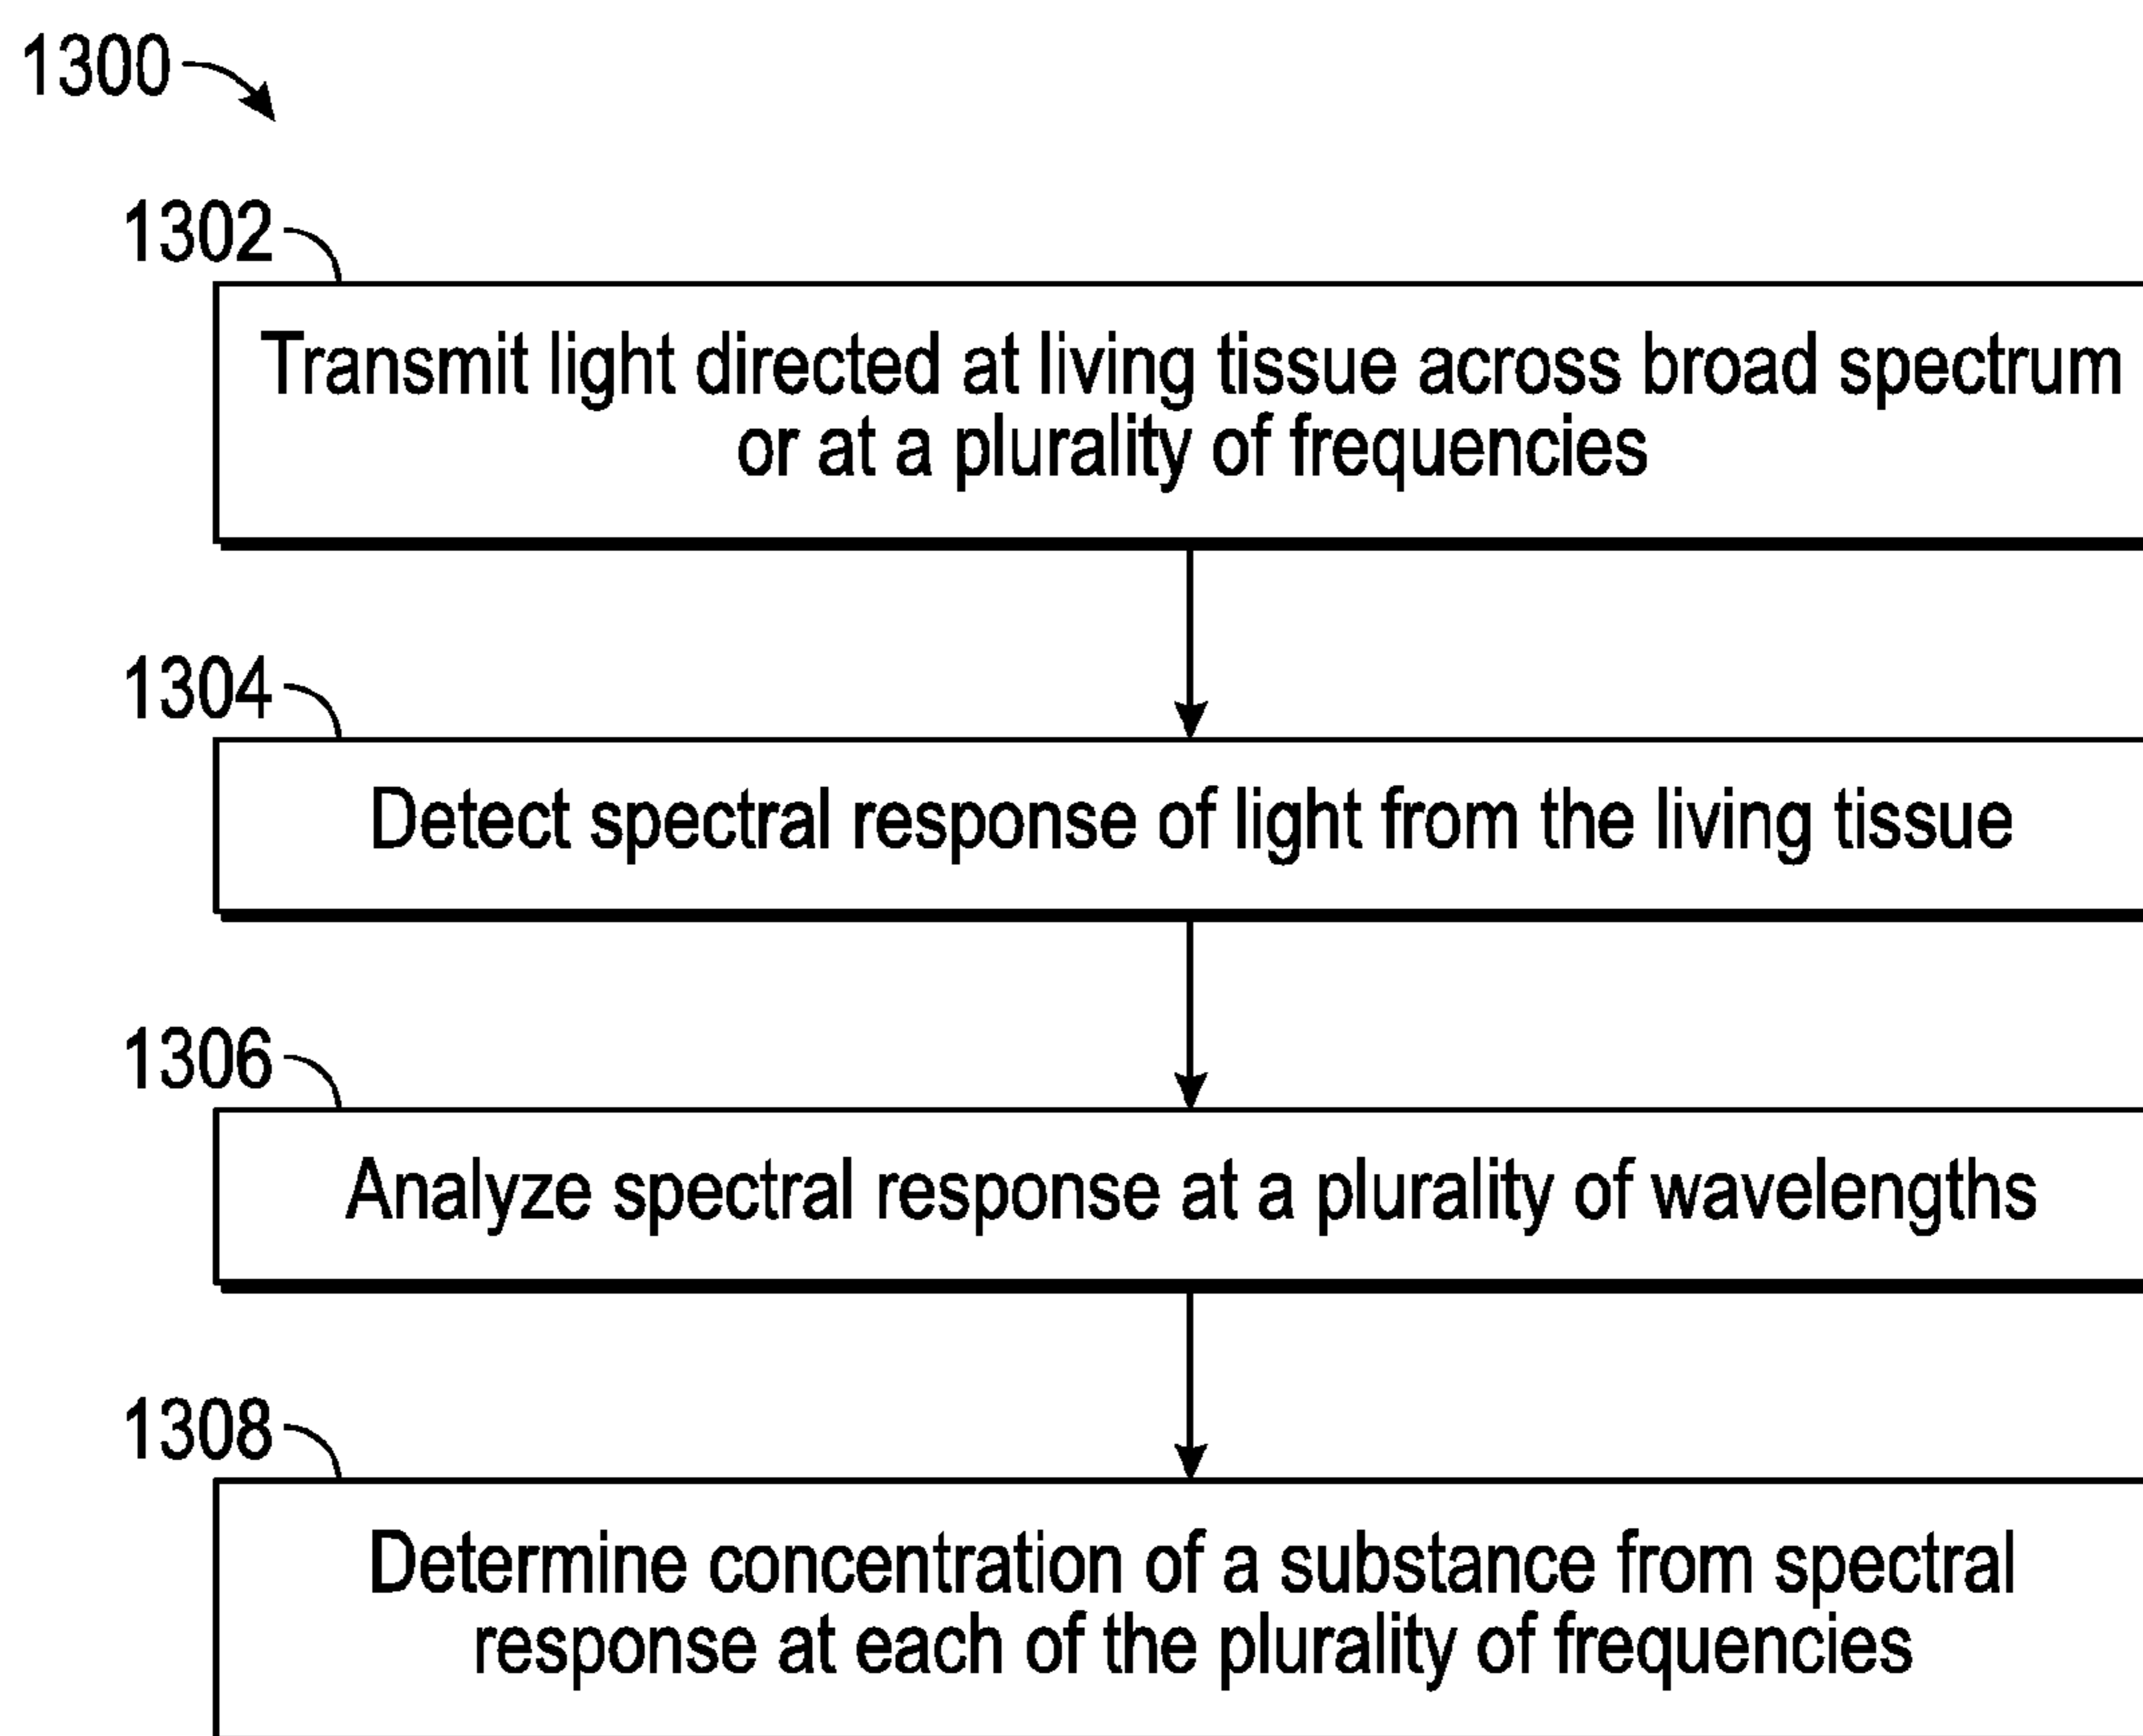 1300
1302
Transmit light directed at living tissue across broad spectrum
or at a plurality of frequencies
1304
Detect spectral response of light from the living tissue
1306
Analyze spectral response at a plurality of wavelengths
1308
Determine concentration of a substance from spectral
response at each of the plurality of frequencies